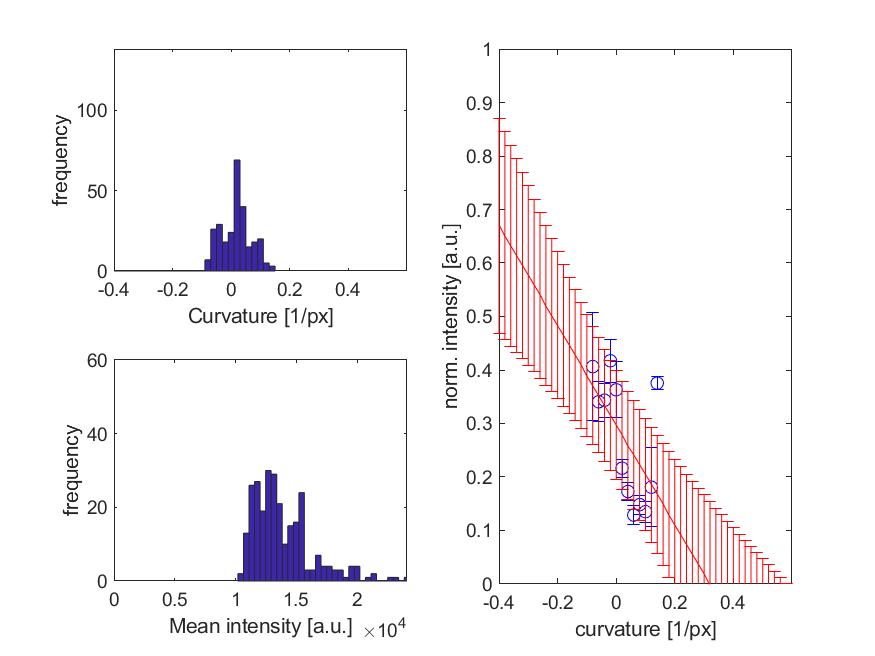 frequency
100
50
0
-0.4 -0.2 0 0.2 0.4
Curvature [1/px]
frequency
60
40
20
0
0 0.5 1 1.5 2
Mean intensity [a.u.] ×10⁴
norm. intensity [a.u.]
1
0.9
0.8
0.7
0.6
0.5
0.4
0.3
0.2
0.1
0
-0.4 -0.2 0 0.2 0.4
curvature [1/px]